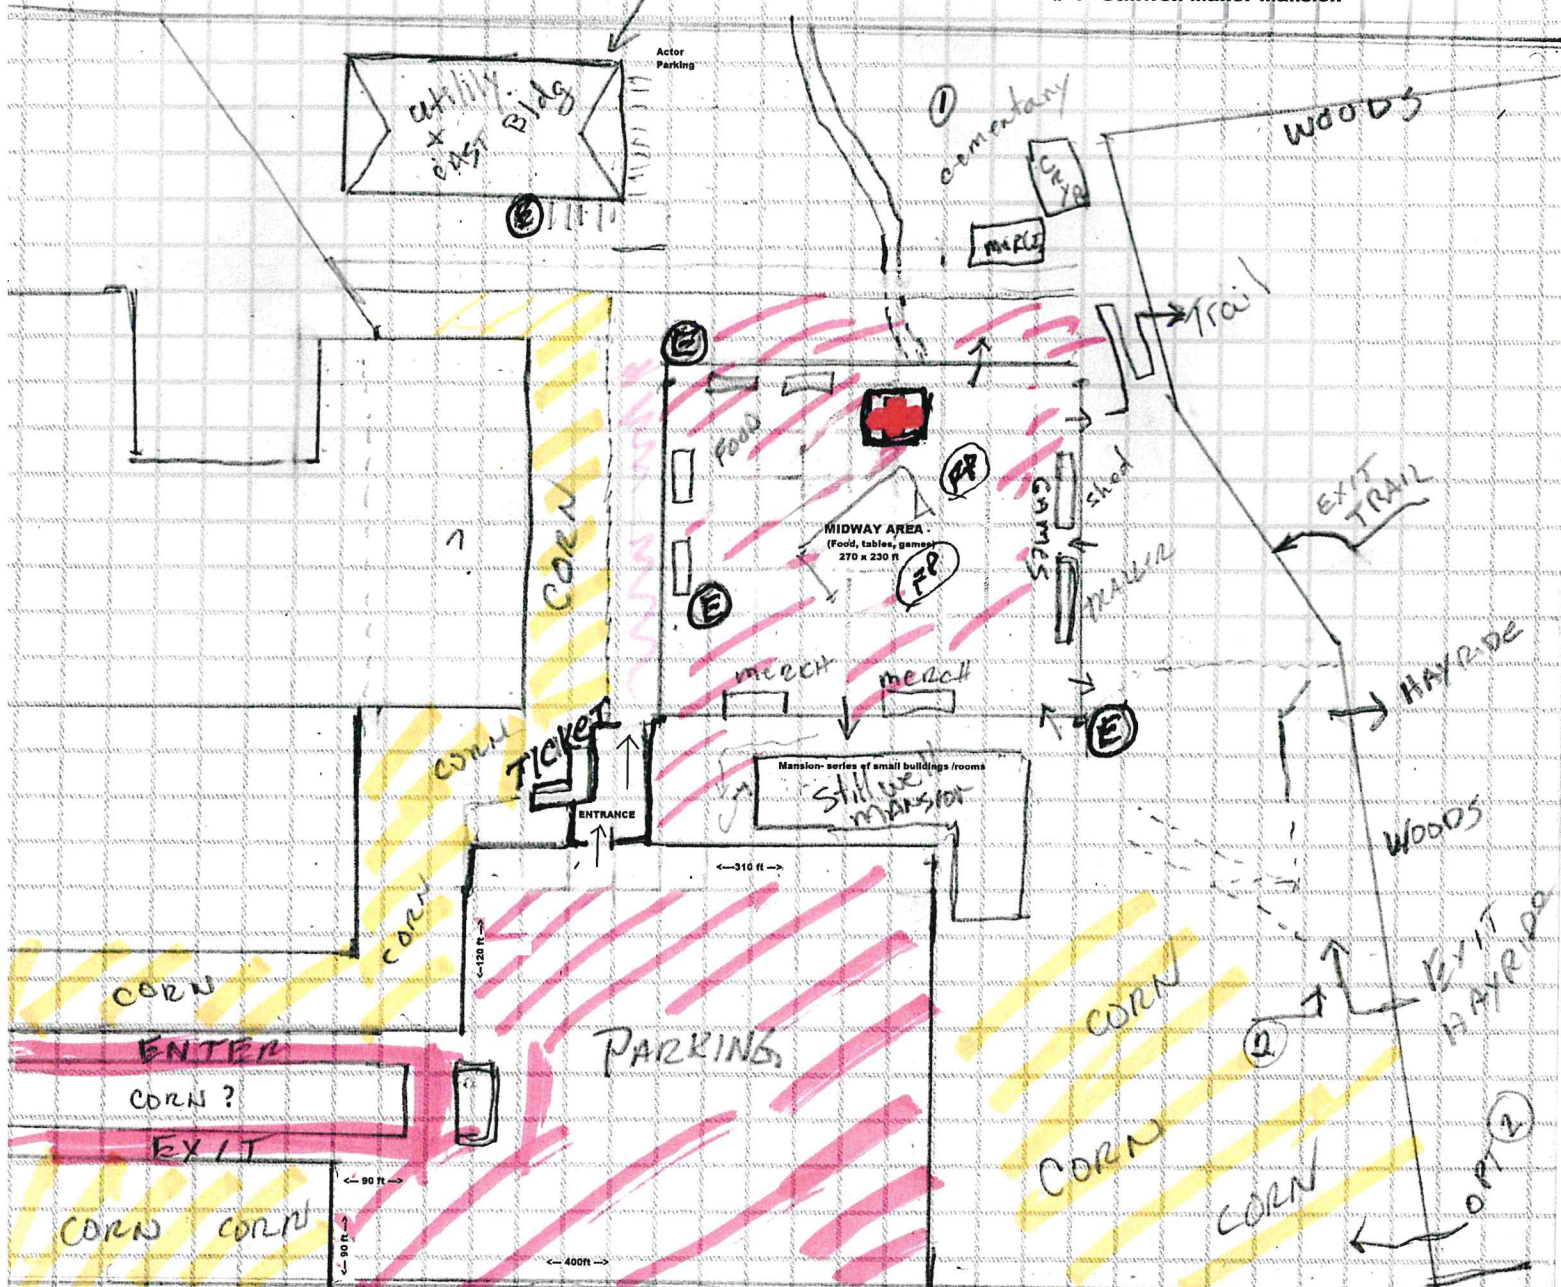 Actor
Parking
utility
+
CAST Bldg
1
cementary
CRYP
WOODS
E
Trail
E
FOOD
FP
GAMES
Shed
EXIT
TRAIL
MIDWAY AREA
(Food, tables, games)
270 x 230 ft
FP
CORN
E
TRAILER
MERCH
MERCH
HAYRIDE
E
CORN
TICKET
ENTRANCE
Mansion- series of small buildings /rooms
Stillwell
MANSION
WOODS
<--310 ft -->
<--120 ft -->
CORN
EXIT
HAYRIDE
CORN
CORN
2
ENTER
PARKING
CORN ?
EXIT
CORN
CORN
OPT 2
<-- 90 ft -->
<-- 90 ft -->
CORN CORN
<-- 400ft -->